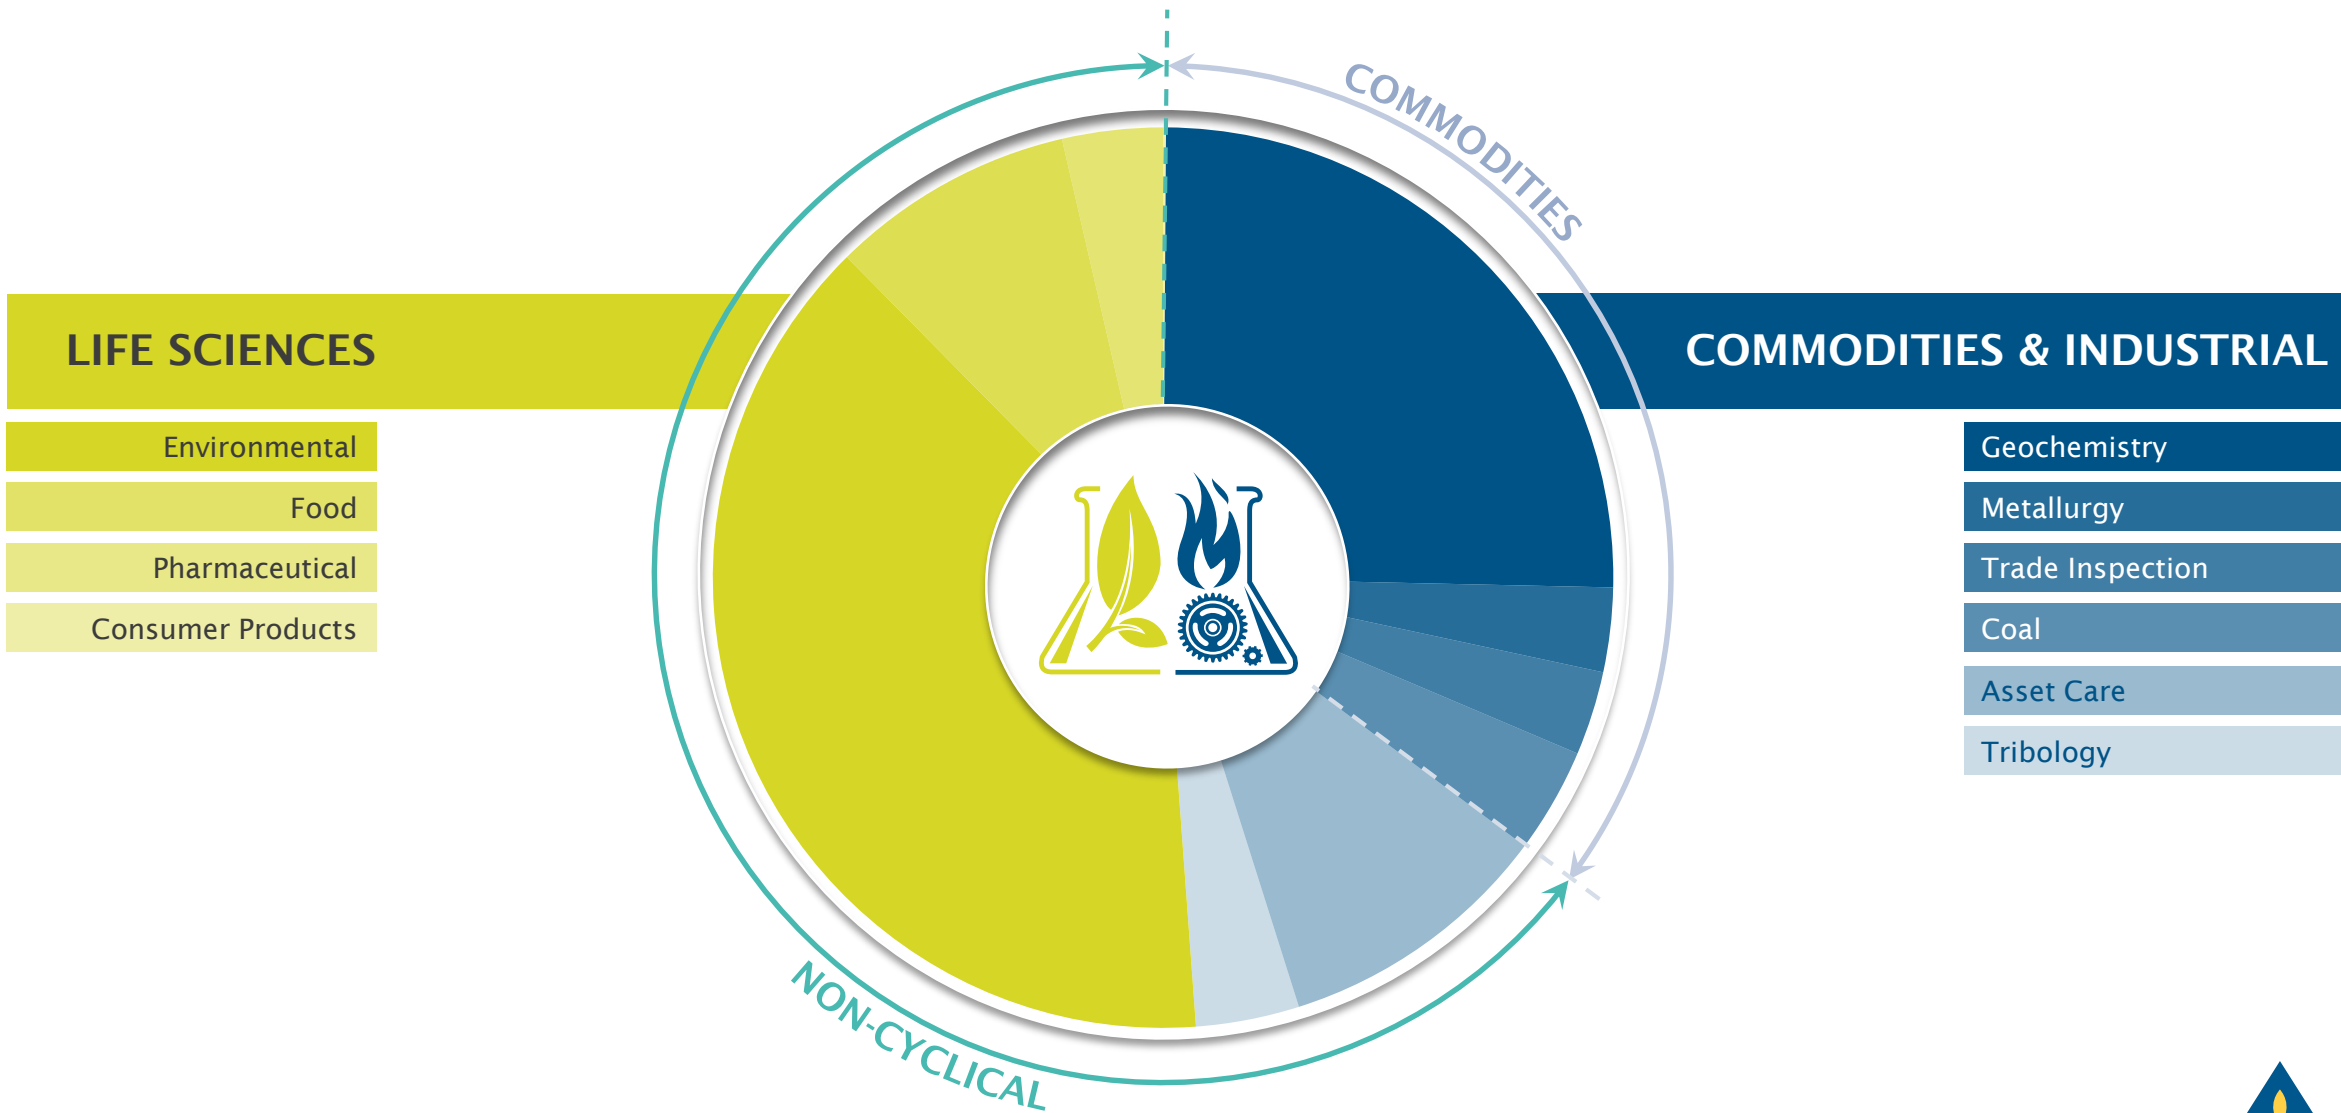 COMMODITIES
LIFE SCIENCES
COMMODITIES & INDUSTRIAL
Environmental
Food
Pharmaceutical
Consumer Products
Geochemistry
Metallurgy
Trade Inspection
Coal
Asset Care
Tribology
NON-CYCLICAL